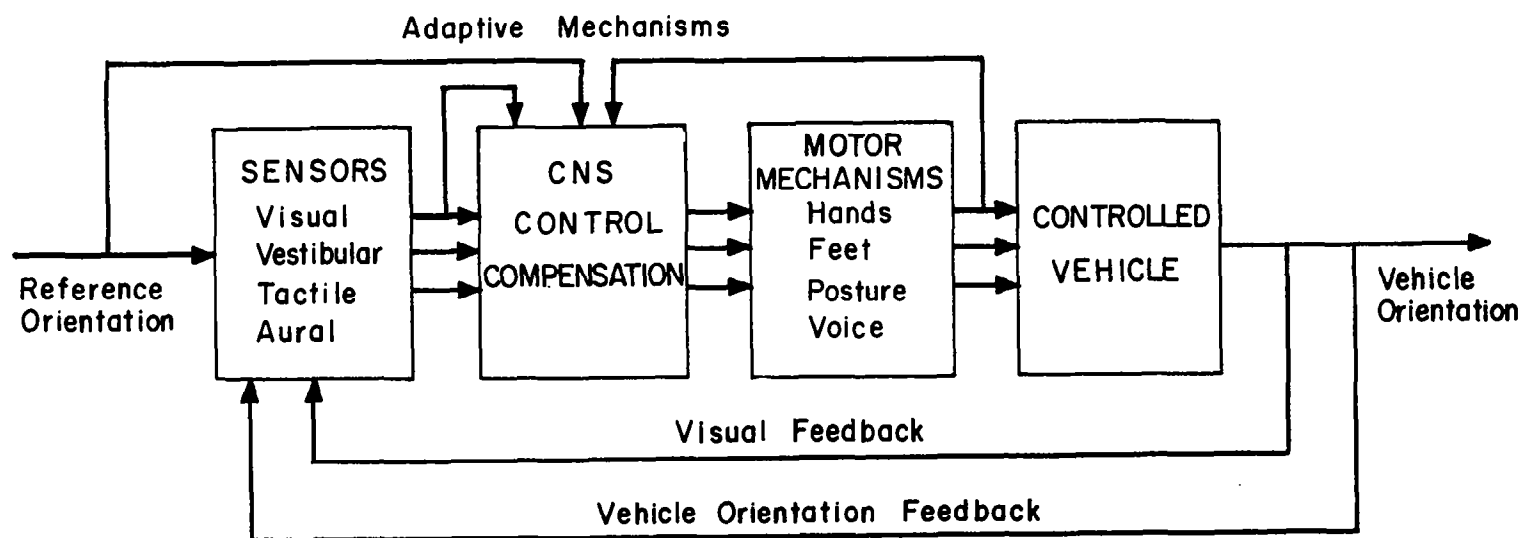 Adaptive Mechanisms
Reference
Orientation
SENSORS
Visual
Vestibular
Tactile
Aural
CNS
CONTROL
COMPENSATION
MOTOR
MECHANISMS
Hands
Feet
Posture
Voice
CONTROLLED
VEHICLE
Vehicle
Orientation
Visual Feedback
Vehicle Orientation Feedback